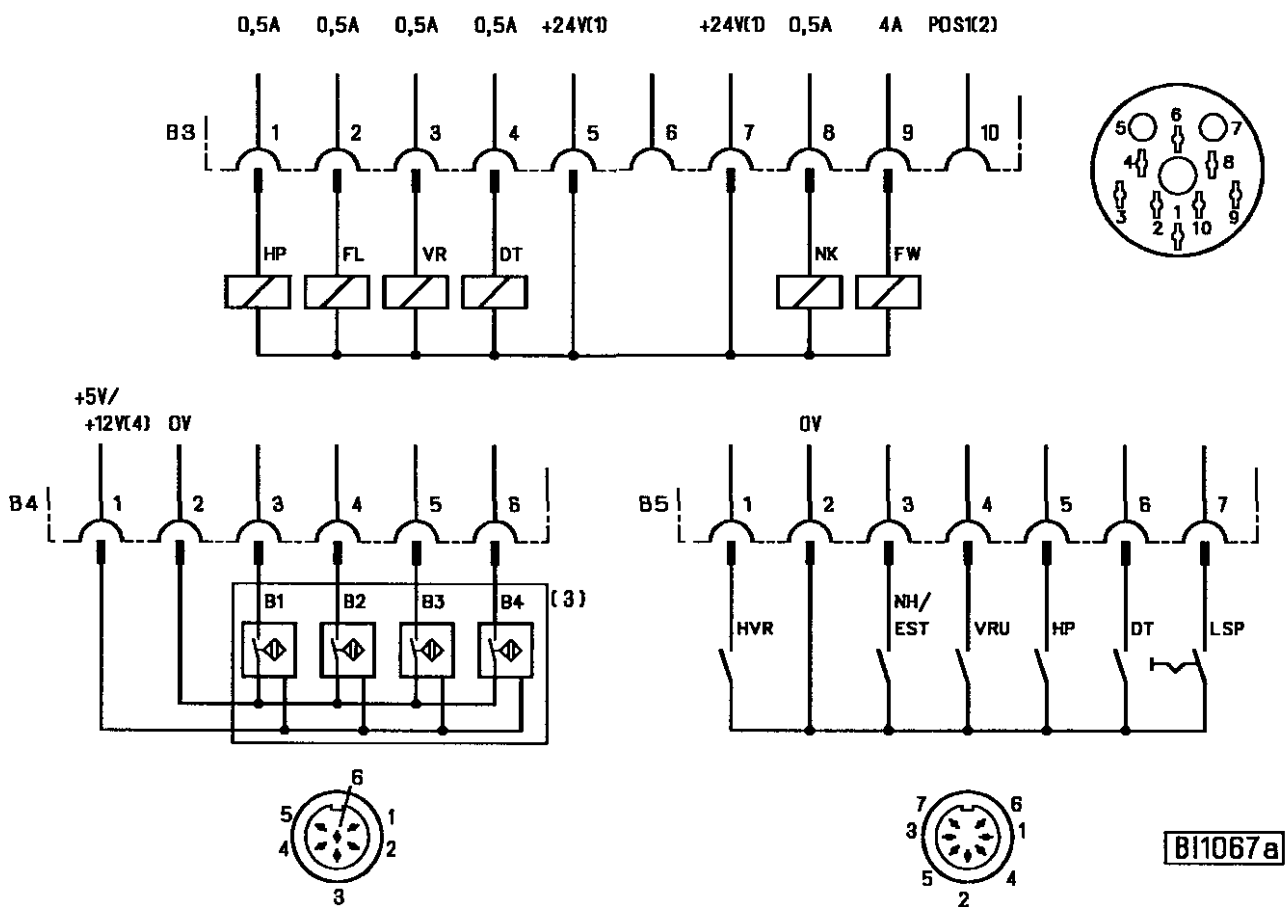 0,5A 0,5A 0,5A 0,5A +24V(1) +24V(1) 0,5A 4A POS1(2)
B3 1 2 3 4 5 6 7 8 9 10
HP FL VR DT NK FW
6
5 7
4 8
3 2 1 10 9
+5V/
+12V(4) 0V 0V
B4 1 2 3 4 5 6
B5 1 2 3 4 5 6 7
B1 B2 B3 B4 (3)
NH/
HVR EST VRU HP DT LSP
6
5 1
4 2
3
7 6
3 1
5 4
2
BI1067a